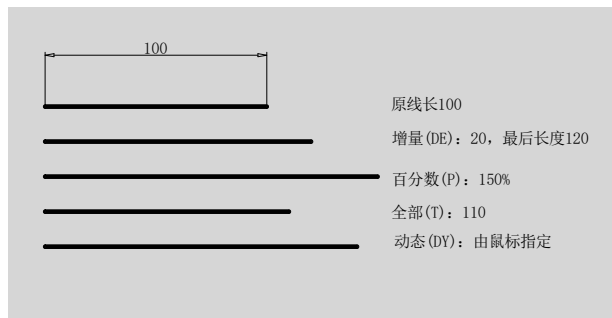 100
原线长100
增量(DE)：20，最后长度120
百分数(P)：150%
全部(T)：110
动态(DY)：由鼠标指定